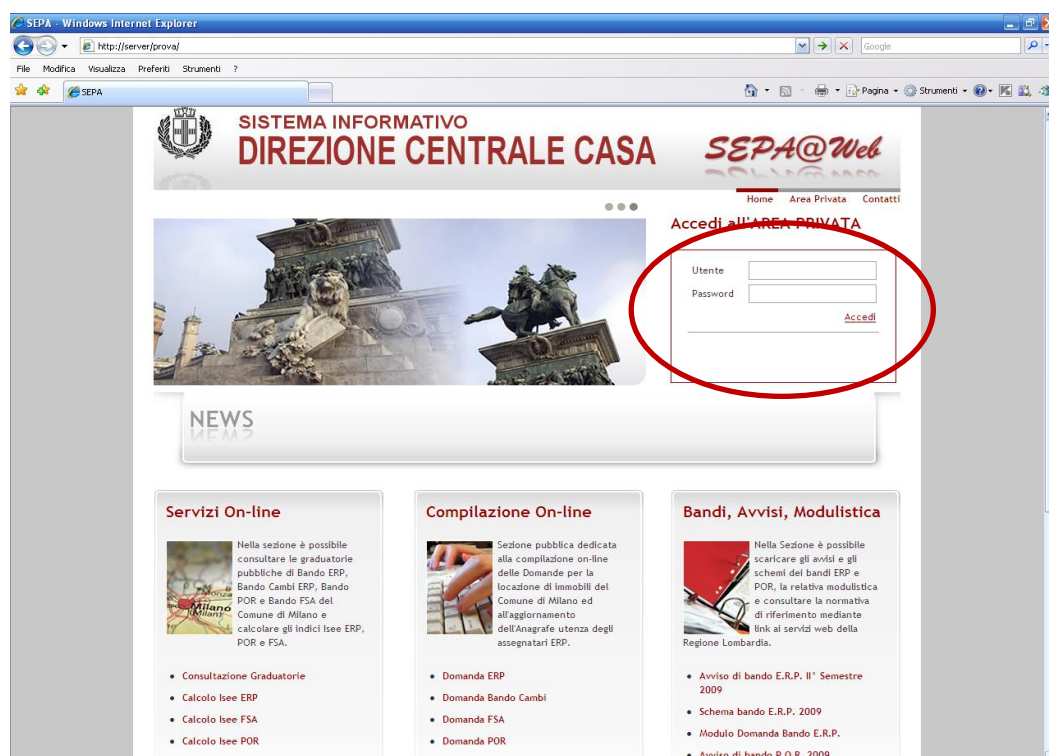 SEPA - Windows Internet Explorer
http://server/prova/
Google
File Modifica Visualizza Preferiti Strumenti ?
SEPA
Pagina
Strumenti
SISTEMA INFORMATIVO
DIREZIONE CENTRALE CASA
SEPA@Web
Home Area Privata Contatti
Accedi all'AREA PRIVATA
Utente
Password
Accedi
NEWS
Servizi On-line
Nella sezione è possibile
consultare le graduatorie
pubbliche di Bando ERP,
Bando Cambi ERP, Bando
POR e Bando FSA del
Comune di Milano e
calcolare gli indici Isee ERP,
POR e FSA.
Monza
Milano
(Milan)
• Consultazione Graduatorie
• Calcolo Isee ERP
• Calcolo Isee FSA
• Calcolo Isee POR
Compilazione On-line
Sezione pubblica dedicata
alla compilazione on-line
delle Domande per la
locazione di immobili del
Comune di Milano ed
all'aggiornamento
dell'Anagrafe utenza degli
assegnatari ERP.
• Domanda ERP
• Domanda Bando Cambi
• Domanda FSA
• Domanda POR
Bandi, Avvisi, Modulistica
Nella Sezione è possibile
scaricare gli avvisi e gli
schemi dei bandi ERP e
POR, la relativa modulistica
e consultare la normativa
di riferimento mediante
link ai servizi web della
Regione Lombardia.
• Avviso di bando E.R.P. II° Semestre
2009
• Schema bando E.R.P. 2009
• Modulo Domanda Bando E.R.P.
• Avviso di bando P.O.R. 2009